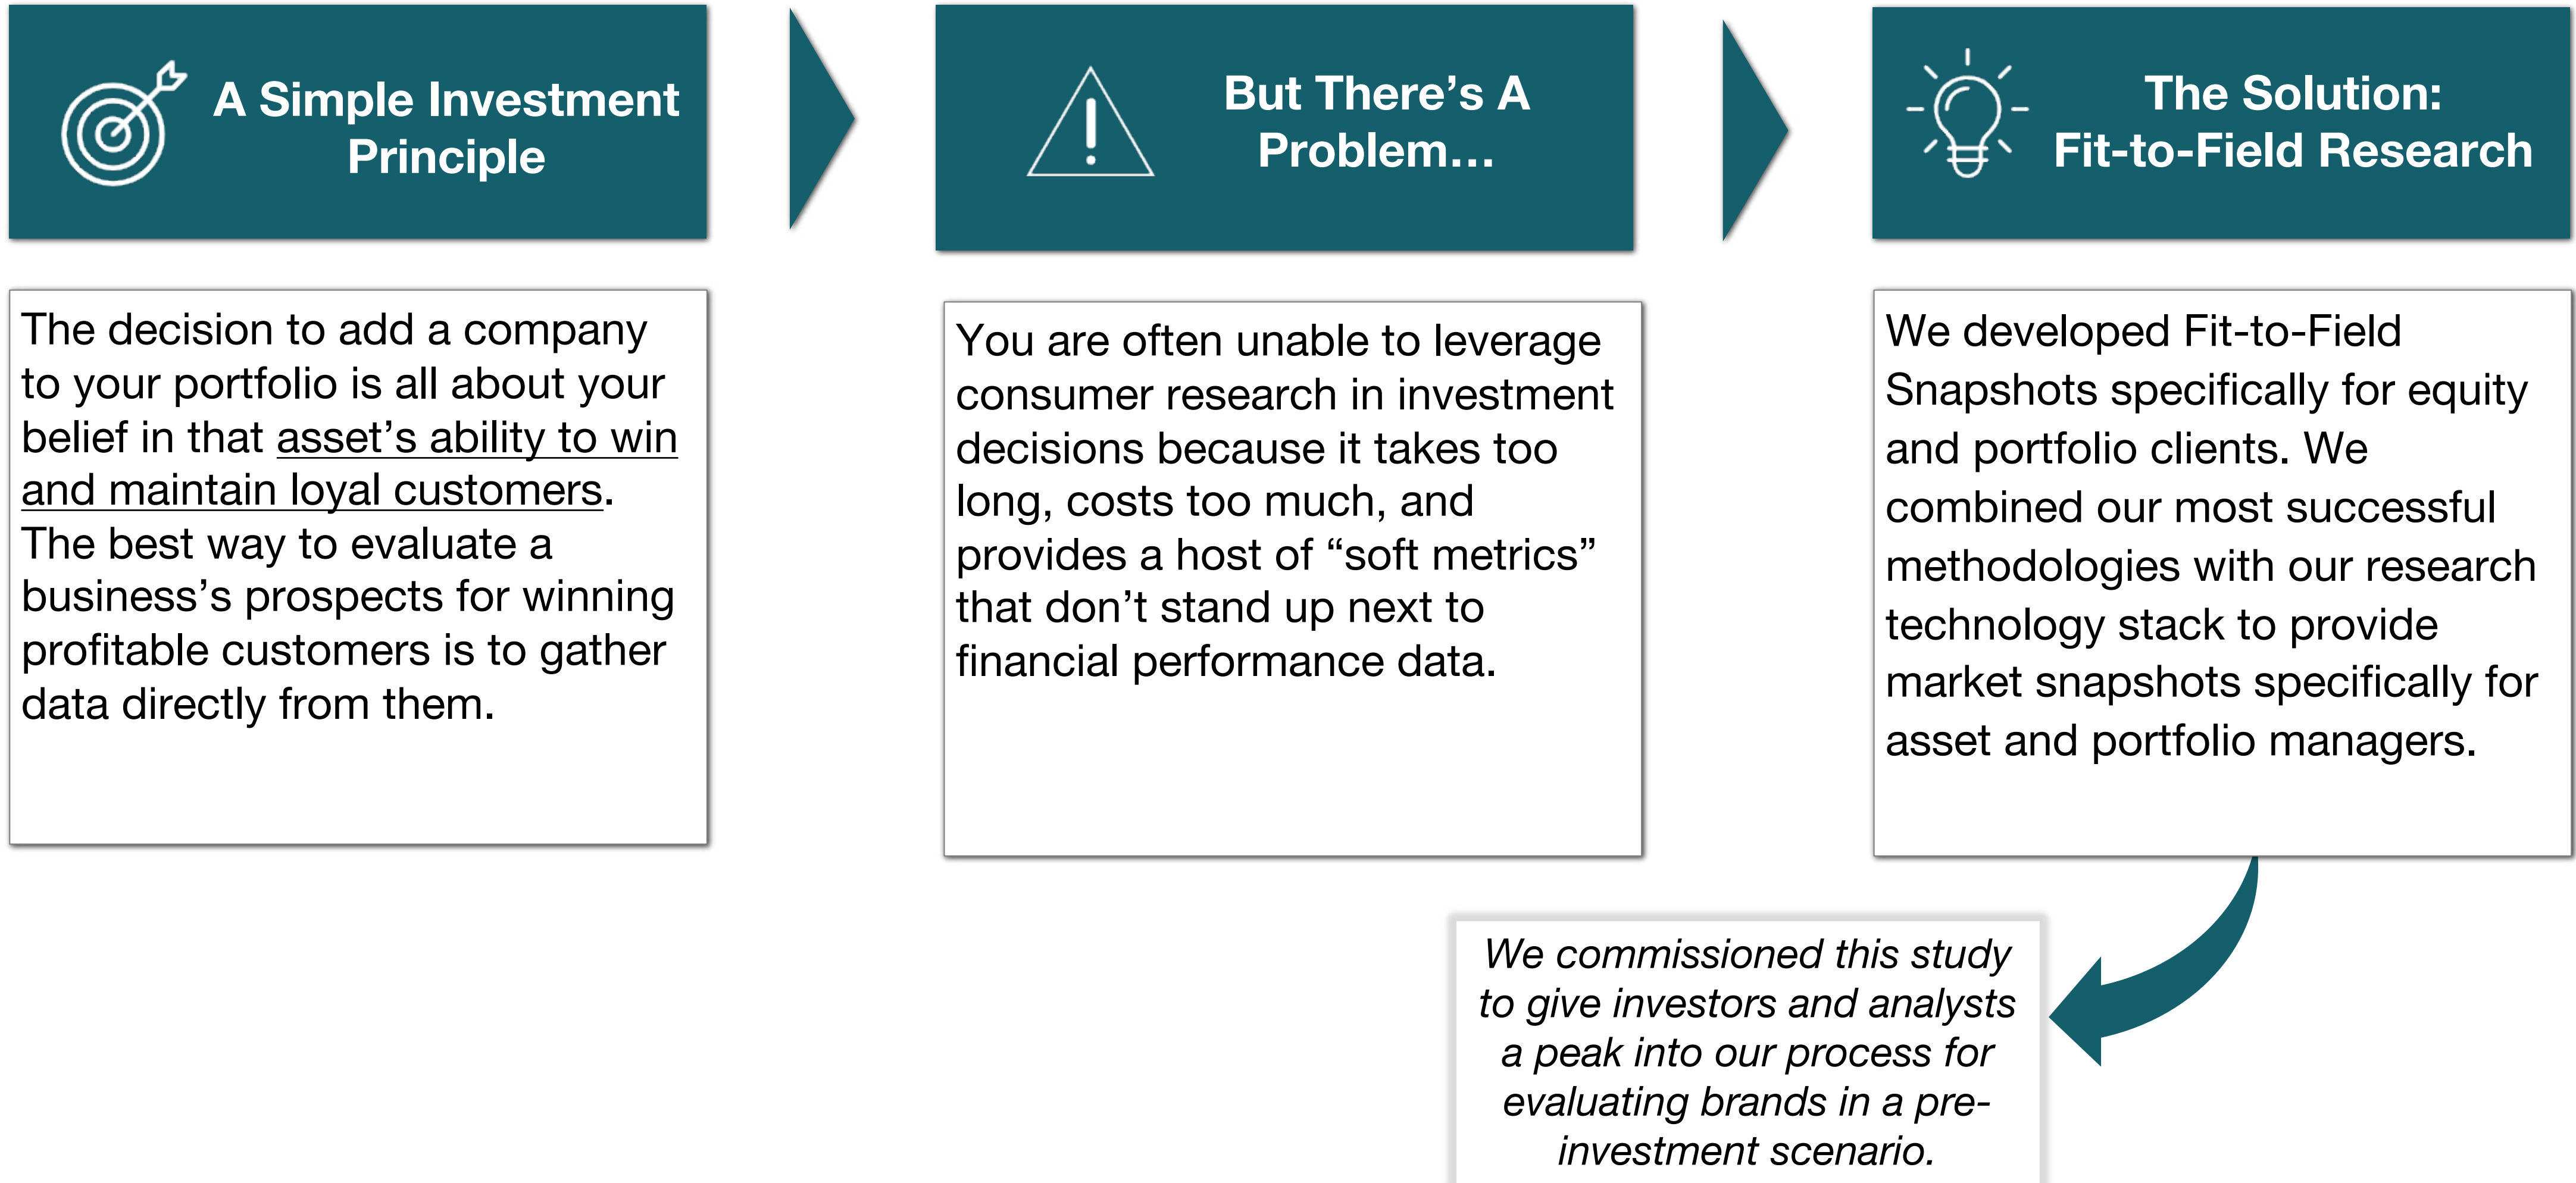 A Simple Investment
Principle
The decision to add a company
to your portfolio is all about your
belief in that asset’s ability to win
and maintain loyal customers.
The best way to evaluate a
business’s prospects for winning
profitable customers is to gather
data directly from them.
But There’s A
Problem…
You are often unable to leverage
consumer research in investment
decisions because it takes too
long, costs too much, and
provides a host of “soft metrics”
that don’t stand up next to
financial performance data.
The Solution:
Fit-to-Field Research
We developed Fit-to-Field
Snapshots specifically for equity
and portfolio clients. We
combined our most successful
methodologies with our research
technology stack to provide
market snapshots specifically for
asset and portfolio managers.
We commissioned this study
to give investors and analysts
a peak into our process for
evaluating brands in a pre-
investment scenario.